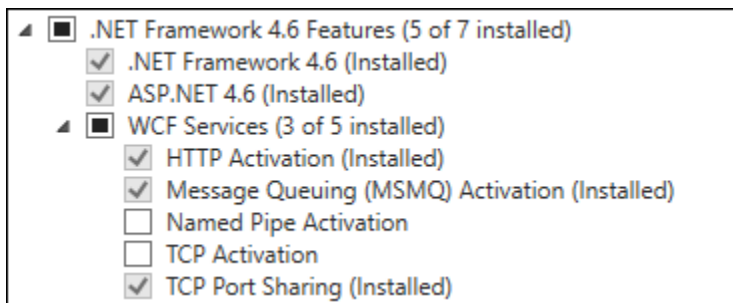 .NET Framework 4.6 Features (5 of 7 installed)
.NET Framework 4.6 (Installed)
ASP.NET 4.6 (Installed)
WCF Services (3 of 5 installed)
HTTP Activation (Installed)
Message Queuing (MSMQ) Activation (Installed)
Named Pipe Activation
TCP Activation
TCP Port Sharing (Installed)